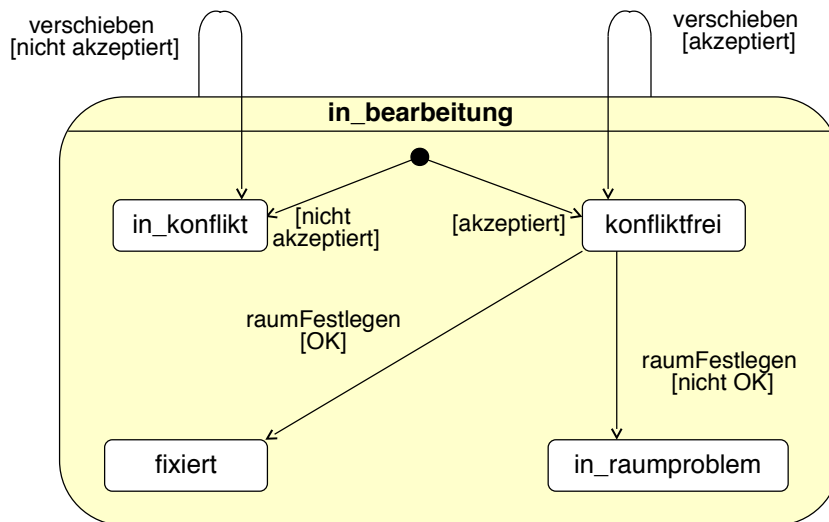 verschieben
[nicht akzeptiert]
verschieben
[akzeptiert]
in_bearbeitung
in_konflikt
[nicht
akzeptiert]
[akzeptiert]
konfliktfrei
raumFestlegen
[OK]
raumFestlegen
[nicht OK]
fixiert
in_raumproblem